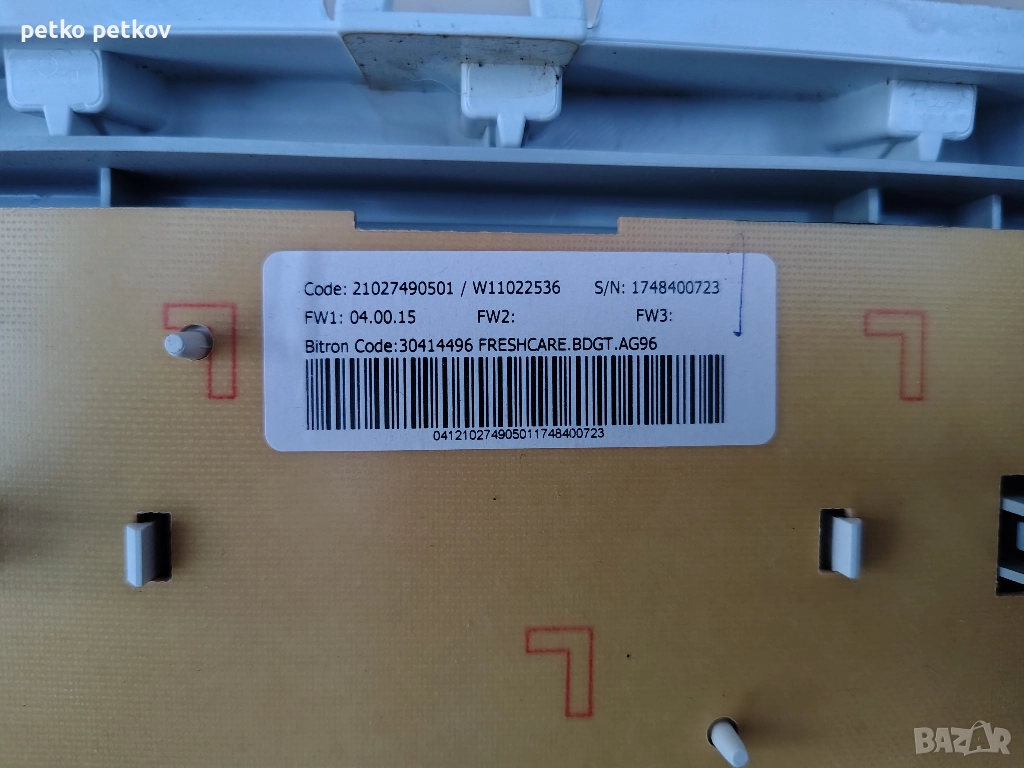 petko petkov
Code: 21027490501 / W11022536 S/N: 1748400723
FW1: 04.00.15 FW2: FW3:
Bitron Code:30414496 FRESHCARE.BDGT.AG96
041210274905011748400723
BAZAR